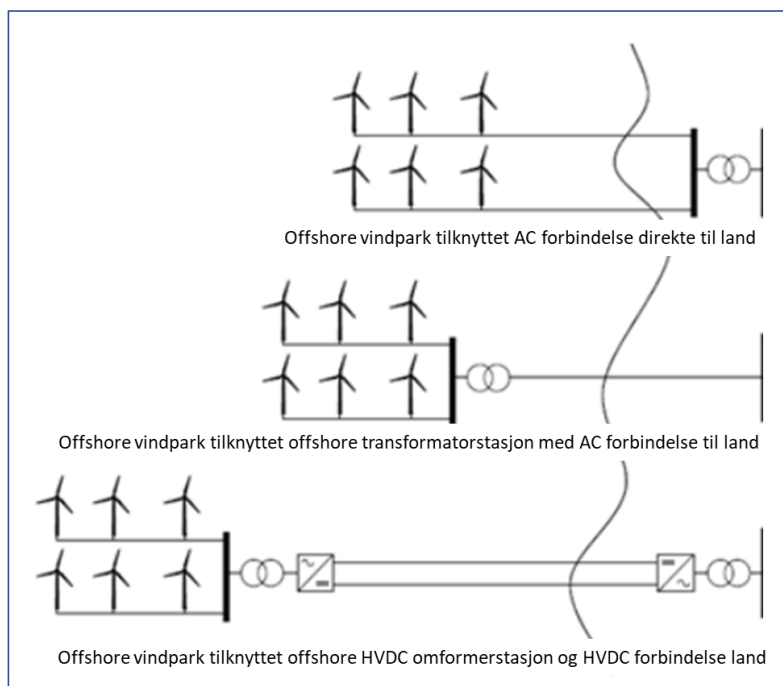 Offshore vindpark tilknyttet AC forbindelse direkte til land
Offshore vindpark tilknyttet offshore transformatorstasjon med AC forbindelse til land
Offshore vindpark tilknyttet offshore HVDC omformerstasjon og HVDC forbindelse land